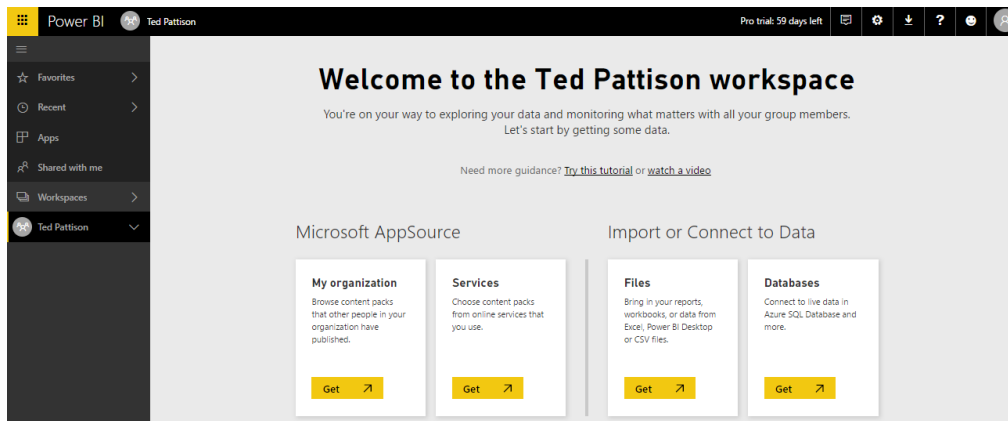 Power BI Ted Pattison Pro trial: 59 days left ?
Favorites
Recent
Apps
Shared with me
Workspaces
Ted Pattison
Welcome to the Ted Pattison workspace
You're on your way to exploring your data and monitoring what matters with all your group members.
Let's start by getting some data.
Need more guidance? Try this tutorial or watch a video
Microsoft AppSource
My organization
Browse content packs
that other people in your
organization have
published.
Get
Services
Choose content packs
from online services that
you use.
Get
Import or Connect to Data
Files
Bring in your reports,
workbooks, or data from
Excel, Power BI Desktop
or CSV files.
Get
Databases
Connect to live data in
Azure SQL Database and
more.
Get